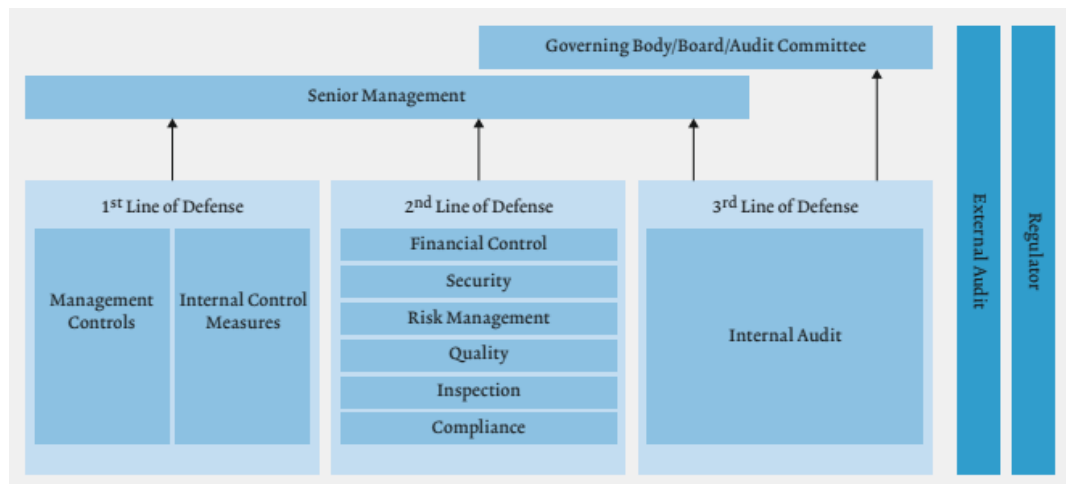 Governing Body/Board/Audit Committee
Senior Management
1st Line of Defense
Management
Controls
Internal Control
Measures
2nd Line of Defense
Financial Control
Security
Risk Management
Quality
Inspection
Compliance
3rd Line of Defense
Internal Audit
External Audit
Regulator